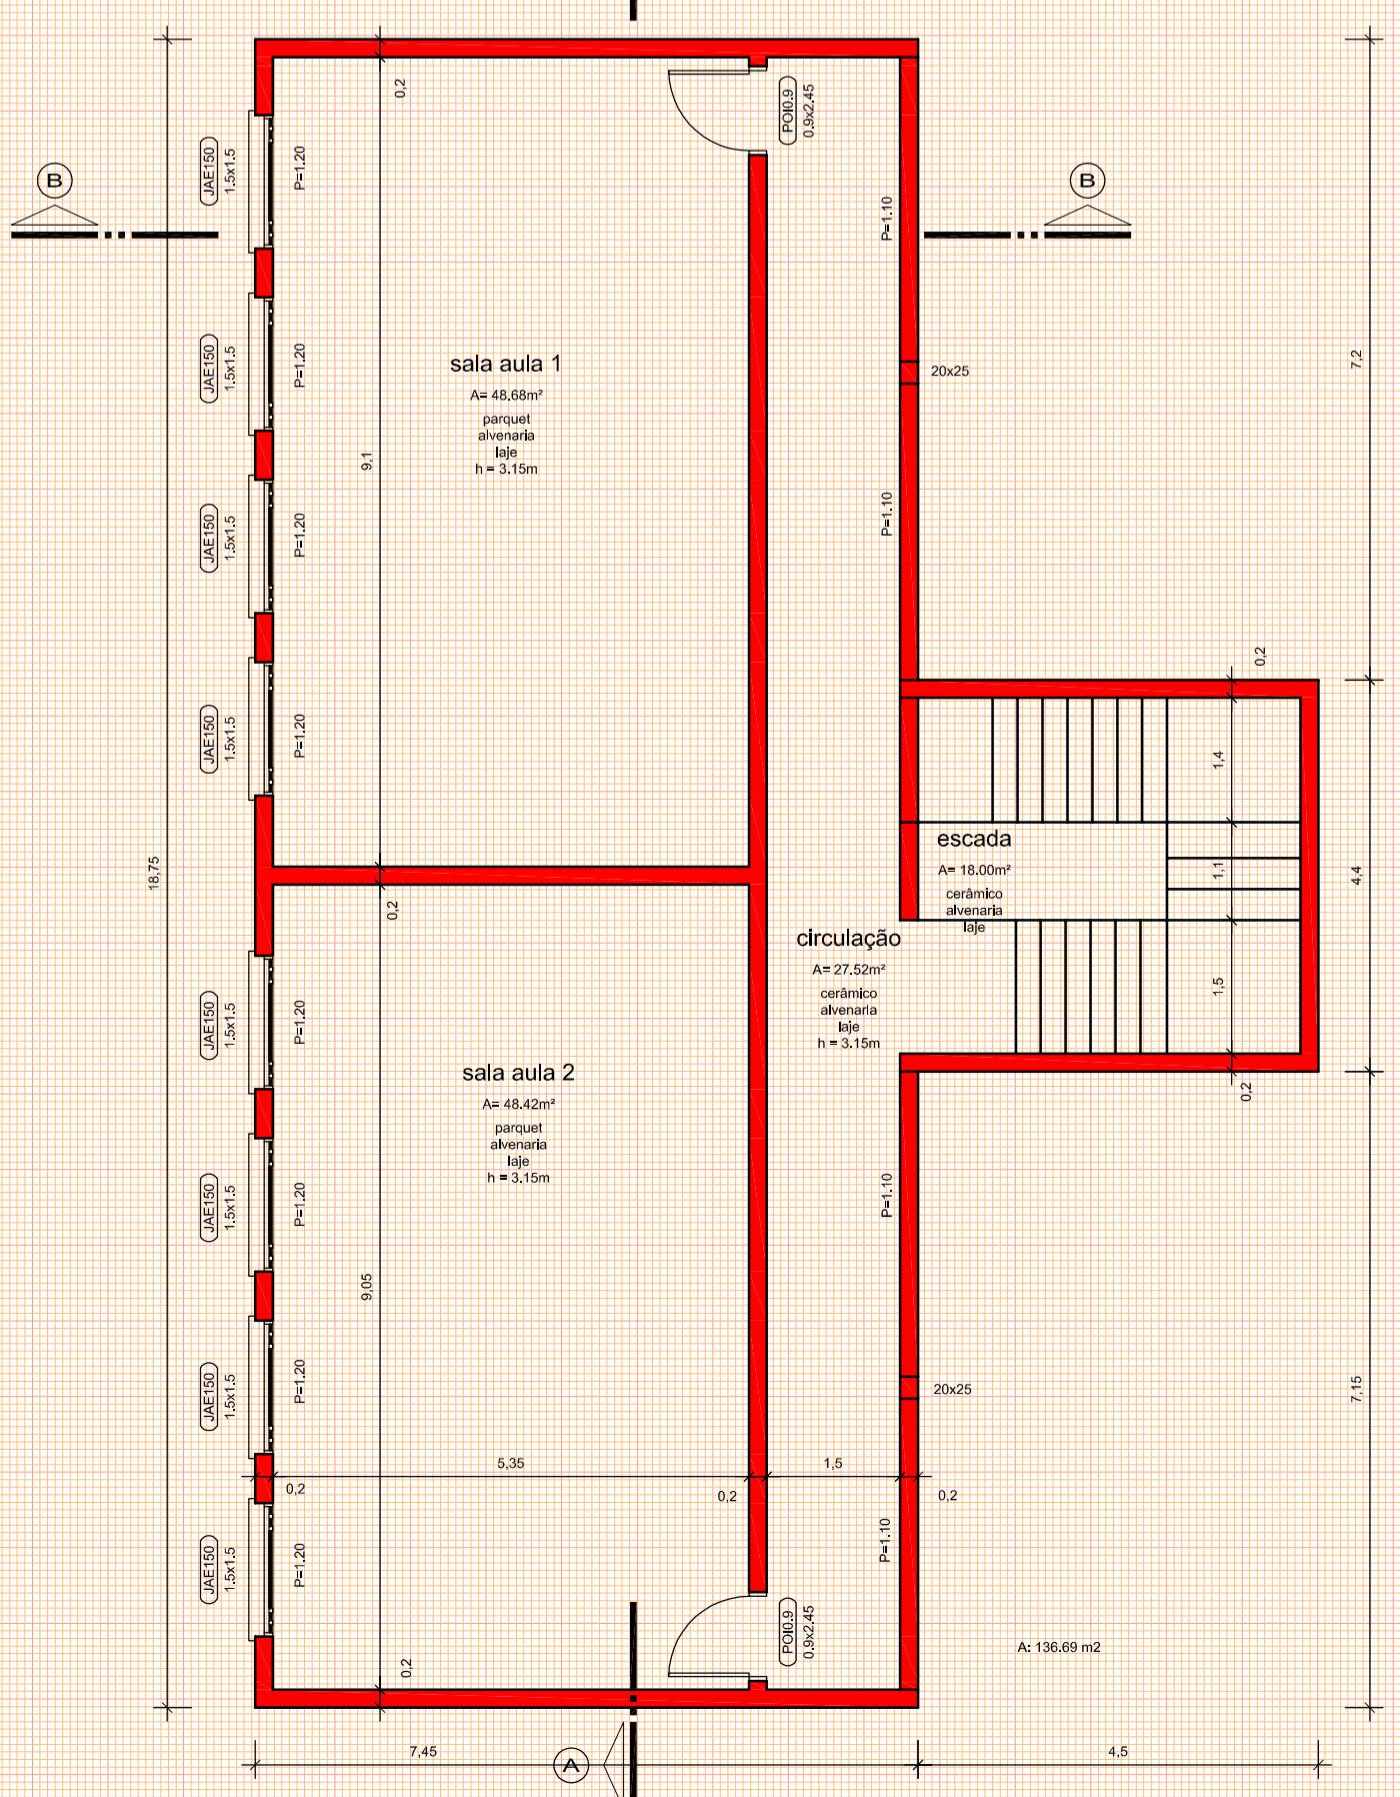 0,2
POI0.9
0.9x2.45
JAE150
1.5x1.5
P=1.20
B
B
P=1.10
JAE150
1.5x1.5
P=1.20
sala aula 1
A= 48.68m²
parquet
alvenaria
laje
h = 3.15m
20x25
7,2
9,1
JAE150
1.5x1.5
P=1.20
P=1.10
0,2
JAE150
1.5x1.5
P=1.20
1,4
escada
A= 18.00m²
cerâmico
alvenaria
laje
1,1
4,4
18,75
0,2
circulação
A= 27.52m²
cerâmico
alvenaria
laje
h = 3.15m
1,5
JAE150
1.5x1.5
P=1.20
sala aula 2
A= 48.42m²
parquet
alvenaria
laje
h = 3.15m
0,2
JAE150
1.5x1.5
P=1.20
P=1.10
9,05
JAE150
1.5x1.5
P=1.20
20x25
7,15
5,35
1,5
0,2
0,2
0,2
JAE150
1.5x1.5
P=1.20
P=1.10
POI0.9
0.9x2.45
0,2
A: 136.69 m2
7,45
A
4,5